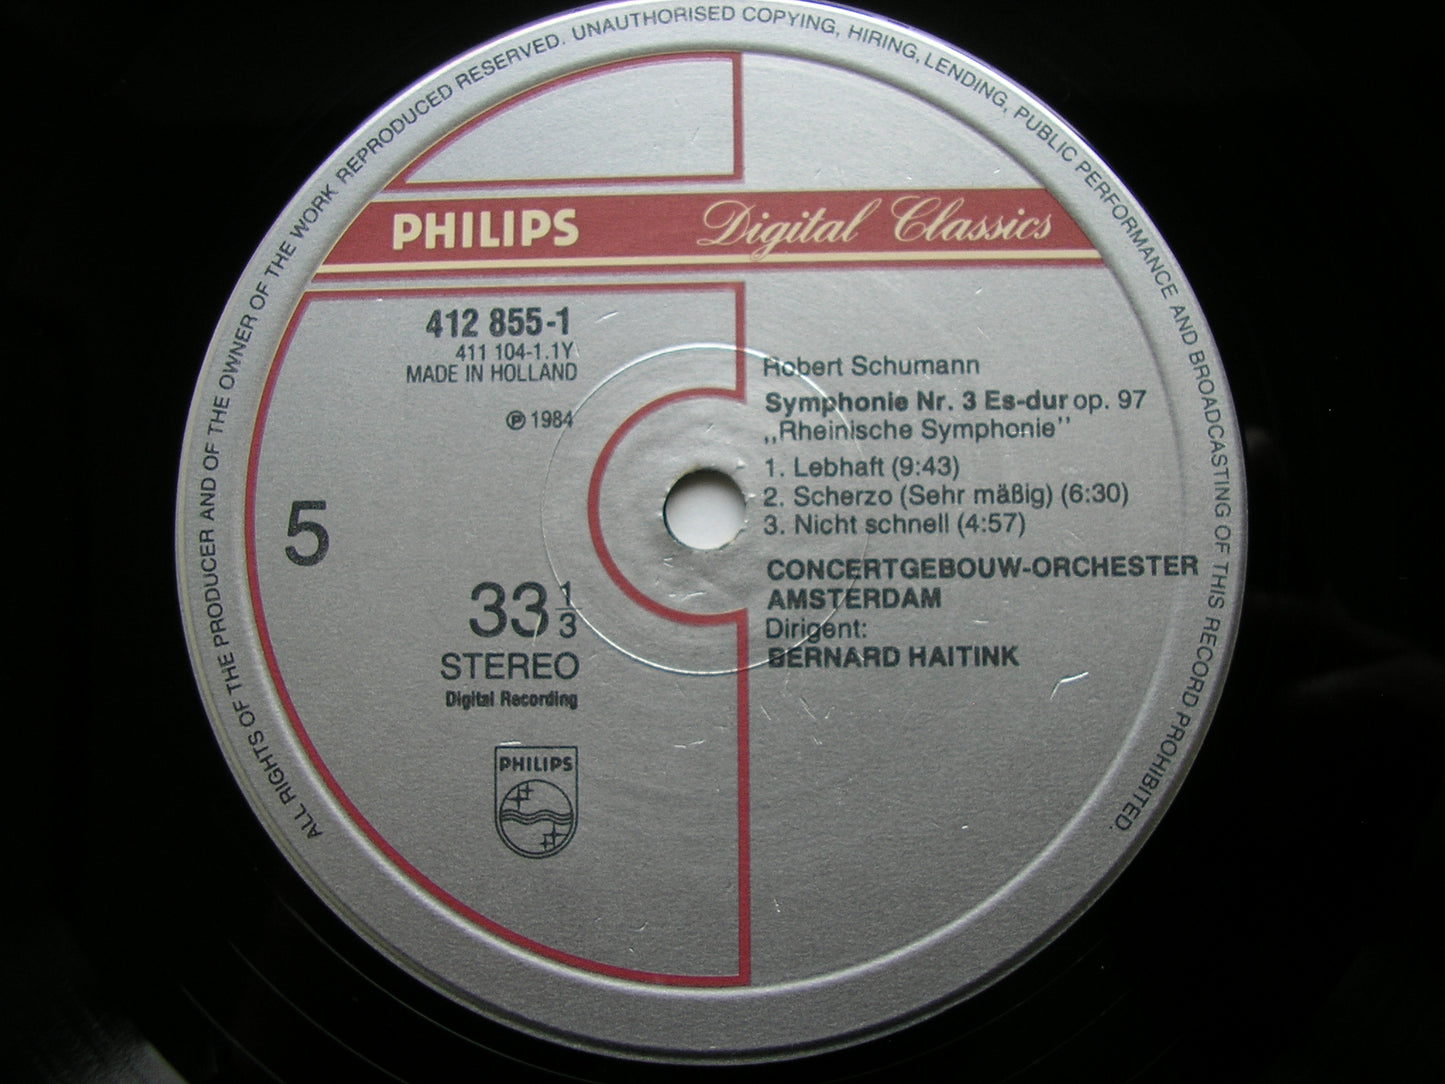 ALL RIGHTS OF THE PRODUCER AND OF THE OWNER OF THE WORK REPRODUCED RESERVED. UNAUTHORISED COPYING, HIRING, LENDING, PUBLIC PERFORMANCE AND BROADCASTING OF THIS RECORD PROHIBITED.
PHILIPS Digital Classics
412 855-1
411 104-1.1Y
MADE IN HOLLAND
℗ 1984
5
33 1/3
STEREO
Digital Recording
PHILIPS
Robert Schumann
Symphonie Nr. 3 Es-dur op. 97
„Rheinische Symphonie”
1. Lebhaft (9:43)
2. Scherzo (Sehr mäßig) (6:30)
3. Nicht schnell (4:57)
CONCERTGEBOUW-ORCHESTER
AMSTERDAM
Dirigent:
BERNARD HAITINK